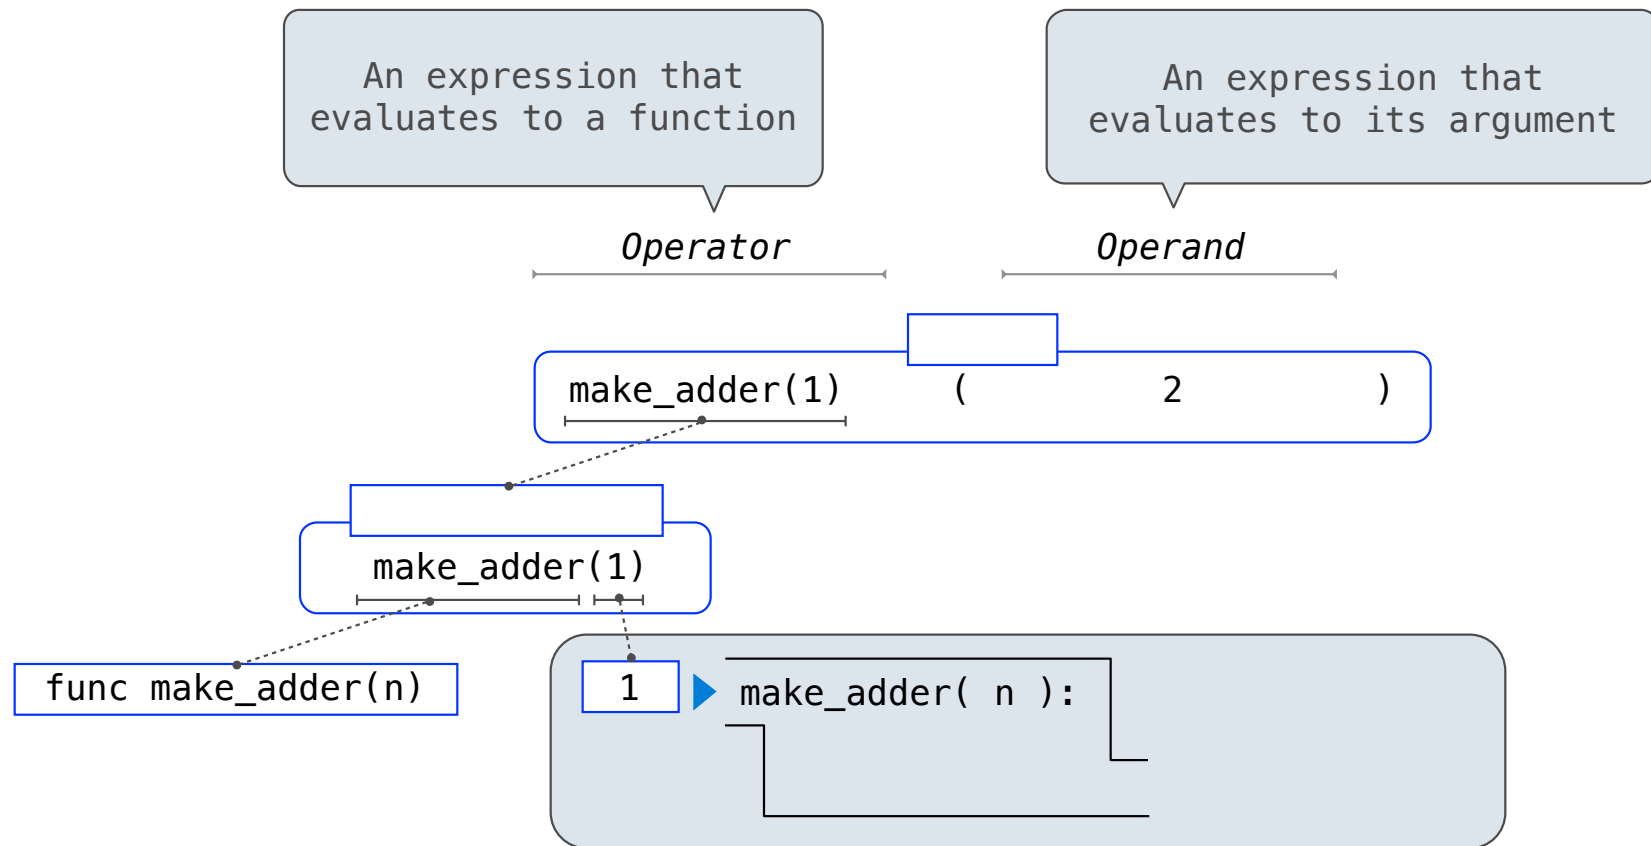 An expression that
evaluates to a function
An expression that
evaluates to its argument
Operator
Operand
make_adder(1) ( 2 )
make_adder(1)
func make_adder(n)
1
make_adder( n ):